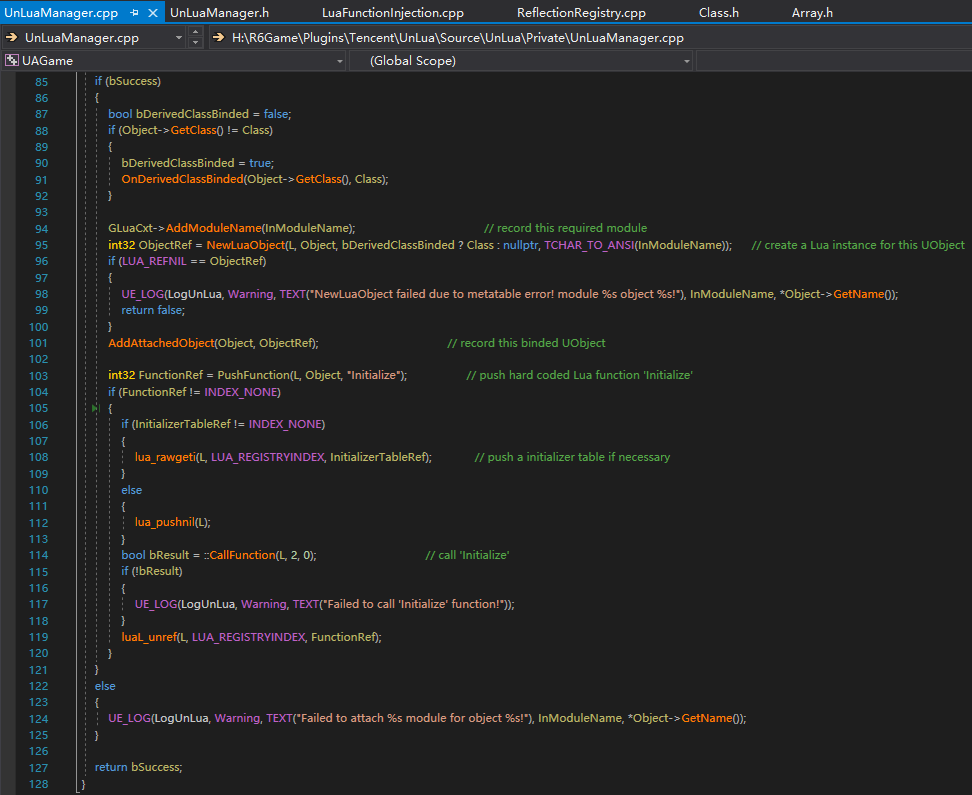 UnLuaManager.cpp UnLuaManager.h LuaFunctionInjection.cpp ReflectionRegistry.cpp Class.h Array.h
UnLuaManager.cpp H:\R6Game\Plugins\Tencent\UnLua\Source\UnLua\Private\UnLuaManager.cpp
UAGame (Global Scope)
85 if (bSuccess)
86 {
87 bool bDerivedClassBinded = false;
88 if (Object->GetClass() != Class)
89 {
90 bDerivedClassBinded = true;
91 OnDerivedClassBinded(Object->GetClass(), Class);
92 }
93
94 GLuaCxt->AddModuleName(InModuleName); // record this required module
95 int32 ObjectRef = NewLuaObject(L, Object, bDerivedClassBinded ? Class : nullptr, TCHAR_TO_ANSI(InModuleName)); // create a Lua instance for this UObject
96 if (LUA_REFNIL == ObjectRef)
97 {
98 UE_LOG(LogUnLua, Warning, TEXT("NewLuaObject failed due to metatable error! module %s object %s!"), InModuleName, *Object->GetName());
99 return false;
100 }
101 AddAttachedObject(Object, ObjectRef); // record this binded UObject
102
103 int32 FunctionRef = PushFunction(L, Object, "Initialize"); // push hard coded Lua function 'Initialize'
104 if (FunctionRef != INDEX_NONE)
105 {
106 if (InitializerTableRef != INDEX_NONE)
107 {
108 lua_rawgeti(L, LUA_REGISTRYINDEX, InitializerTableRef); // push a initializer table if necessary
109 }
110 else
111 {
112 lua_pushnil(L);
113 }
114 bool bResult = ::CallFunction(L, 2, 0); // call 'Initialize'
115 if (!bResult)
116 {
117 UE_LOG(LogUnLua, Warning, TEXT("Failed to call 'Initialize' function!"));
118 }
119 luaL_unref(L, LUA_REGISTRYINDEX, FunctionRef);
120 }
121 }
122 else
123 {
124 UE_LOG(LogUnLua, Warning, TEXT("Failed to attach %s module for object %s!"), InModuleName, *Object->GetName());
125 }
126
127 return bSuccess;
128 }